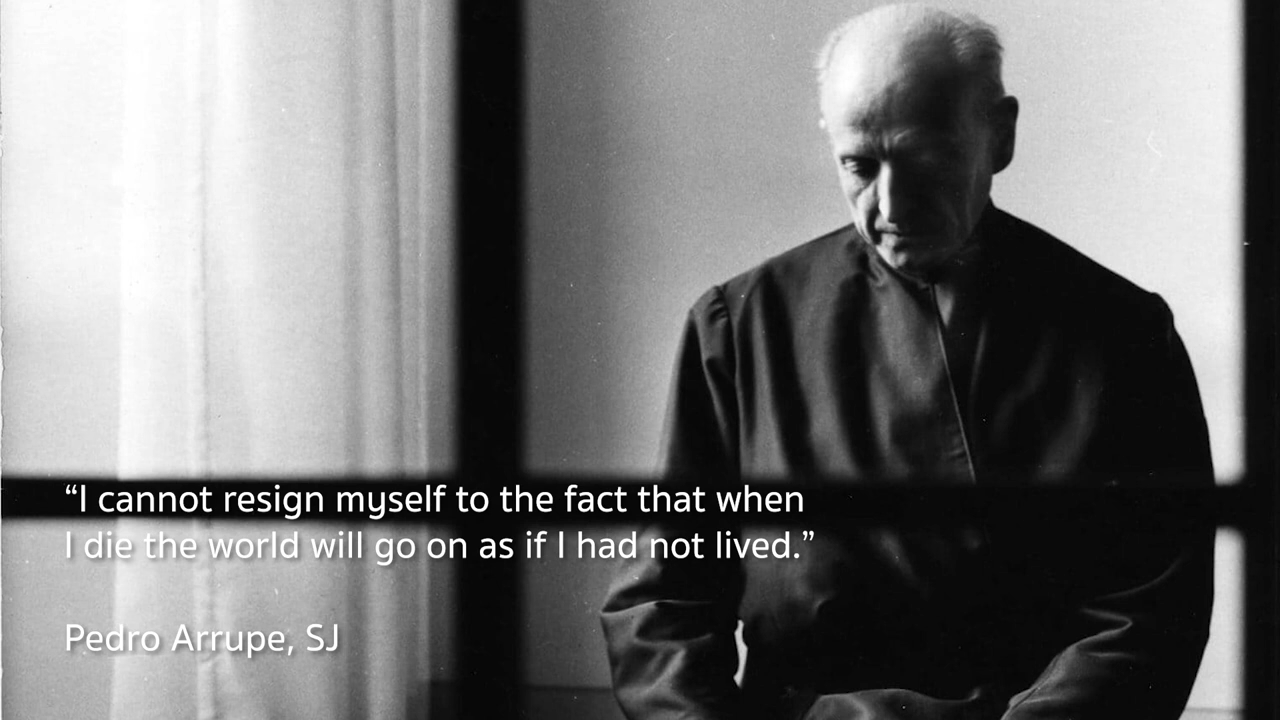 “I cannot resign myself to the fact that when
I die the world will go on as if I had not lived.”
Pedro Arrupe, SJ